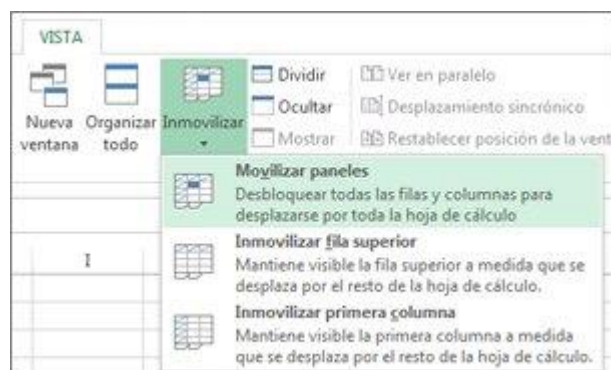 VISTA
Nueva ventana
Organizar todo
Inmovilizar
Dividir
Ocultar
Mostrar
Ver en paralelo
Desplazamiento sincrónico
Restablecer posición de la vent
Movilizar paneles
Desbloquear todas las filas y columnas para
desplazarse por toda la hoja de cálculo
Inmovilizar fila superior
Mantiene visible la fila superior a medida que se
desplaza por el resto de la hoja de cálculo.
Inmovilizar primera columna
Mantiene visible la primera columna a medida
que se desplaza por el resto de la hoja de cálculo.
I